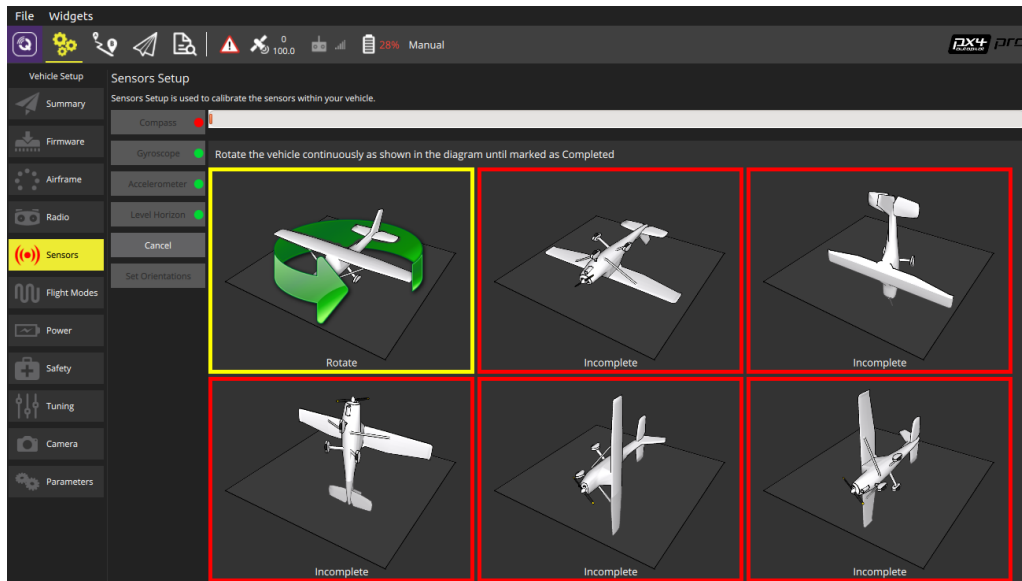 File Widgets
0
100.0
28% Manual
PX4
AUTOPILOT
pro
Vehicle Setup
Summary
Firmware
Airframe
Radio
Sensors
Flight Modes
Power
Safety
Tuning
Camera
Parameters
Sensors Setup
Sensors Setup is used to calibrate the sensors within your vehicle.
Compass
Gyroscope
Accelerometer
Level Horizon
Cancel
Set Orientations
Rotate the vehicle continuously as shown in the diagram until marked as Completed
Rotate
Incomplete
Incomplete
Incomplete
Incomplete
Incomplete